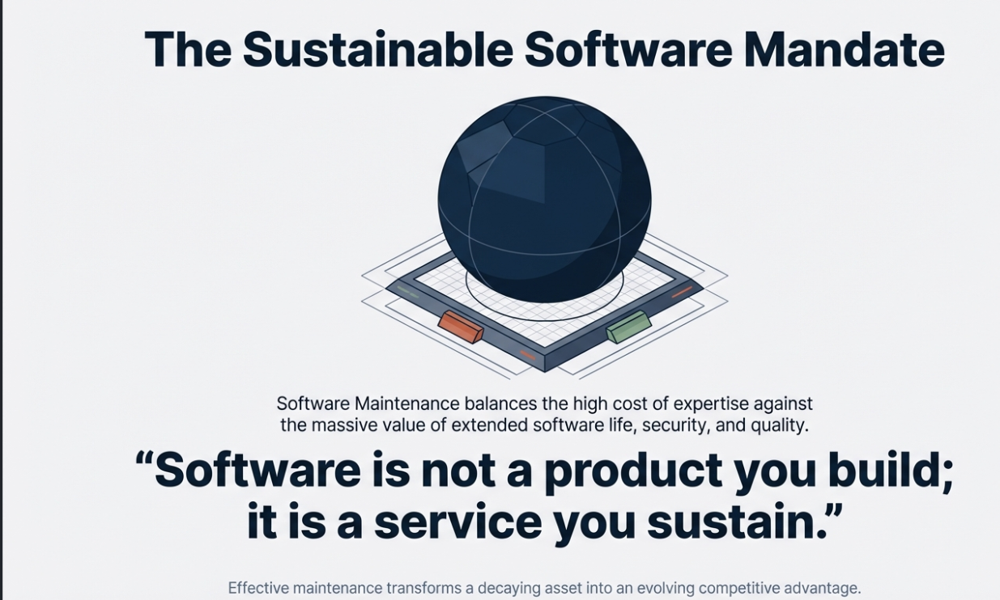 The Sustainable Software Mandate
Software Maintenance balances the high cost of expertise against
the massive value of extended software life, security, and quality.
“Software is not a product you build;
it is a service you sustain.”
Effective maintenance transforms a decaying asset into an evolving competitive advantage.